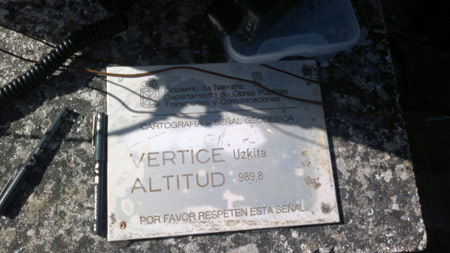 Gobierno de Navarra
Departamento de Obras Públicas
Transportes y Comunicaciones
CARTOGRAFIA SEÑAL GEODESICA
VERTICE Uzkita
ALTITUD 989,8
POR FAVOR RESPETEN ESTA SEÑAL